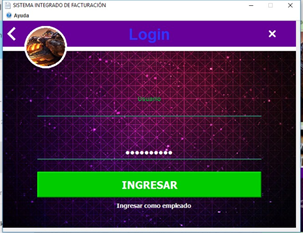 SISTEMA INTEGRADO DE FACTURACIÓN
Ayuda
Login
Usuario
INGRESAR
Ingresar como empleado